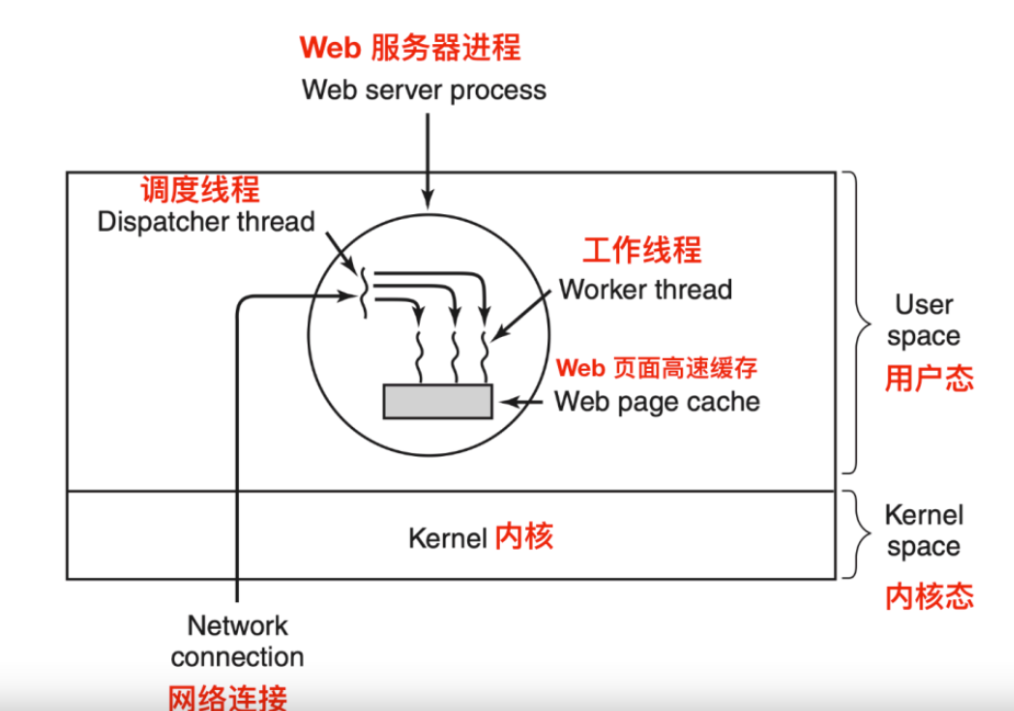 Web 服务器进程
Web server process
调度线程
Dispatcher thread
工作线程
Worker thread
Web 页面高速缓存
Web page cache
User
space
用户态
Kernel 内核
Kernel
space
内核态
Network
connection
网络连接